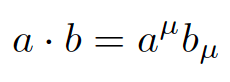 a · b = a^μ b_μ